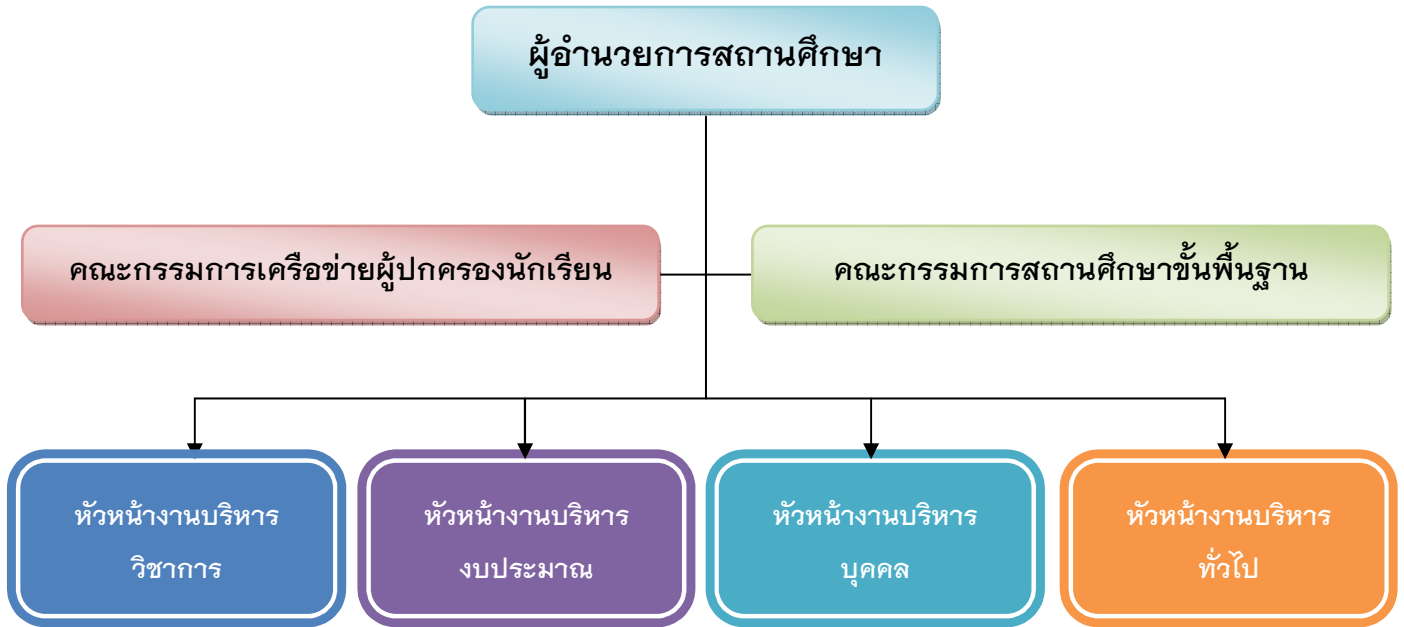 ผู้อำนวยการสถานศึกษา
คณะกรรมการเครือข่ายผู้ปกครองนักเรียน
คณะกรรมการสถานศึกษาขั้นพื้นฐาน
หัวหน้างานบริหาร
วิชาการ
หัวหน้างานบริหาร
งบประมาณ
หัวหน้างานบริหาร
บุคคล
หัวหน้างานบริหาร
ทั่วไป